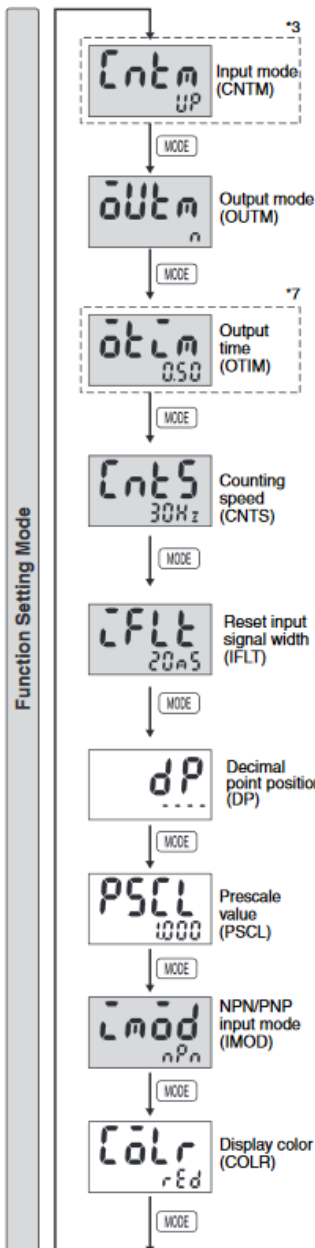 Function Setting Mode
*3
Cntm
UP
Input mode
(CNTM)
MODE
oUtm
n
Output mode
(OUTM)
MODE
*7
otim
0.50
Output
time
(OTIM)
MODE
CntS
30Hz
Counting
speed
(CNTS)
MODE
iFLt
20mS
Reset input
signal width
(IFLT)
MODE
dP
----
Decimal
point position
(DP)
MODE
PSCL
1.000
Prescale
value
(PSCL)
MODE
imod
nPn
NPN/PNP
input mode
(IMOD)
MODE
CoLr
rEd
Display color
(COLR)
MODE